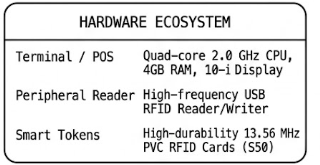 HARDWARE ECOSYSTEM
Terminal / POS Quad-core 2.0 GHz CPU,
4GB RAM, 10-i Display
Peripheral Reader High-frequency USB
RFID Reader/Writer
Smart Tokens High-durability 13.56 MHz
PVC RFID Cards (S50)